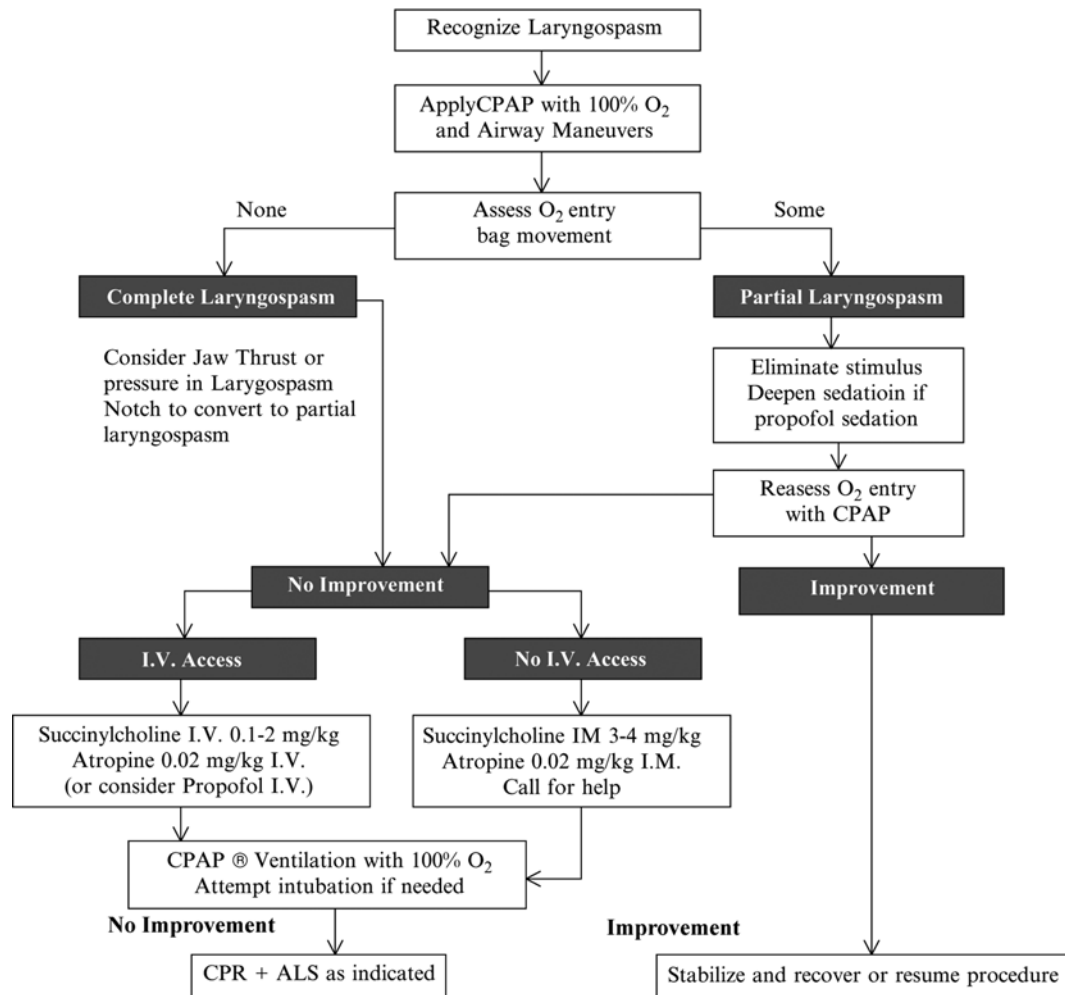 Recognize Laryngospasm
ApplyCPAP with 100% O₂
and Airway Maneuvers
None
Assess O₂ entry
bag movement
Some
Complete Laryngospasm
Partial Laryngospasm
Consider Jaw Thrust or
pressure in Larygospasm
Notch to convert to partial
laryngospasm
Eliminate stimulus
Deepen sedatioin if
propofol sedation
Reasess O₂ entry
with CPAP
No Improvement
Improvement
I.V. Access
No I.V. Access
Succinylcholine I.V. 0.1-2 mg/kg
Atropine 0.02 mg/kg I.V.
(or consider Propofol I.V.)
Succinylcholine IM 3-4 mg/kg
Atropine 0.02 mg/kg I.M.
Call for help
CPAP ® Ventilation with 100% O₂
Attempt intubation if needed
No Improvement
Improvement
CPR + ALS as indicated
Stabilize and recover or resume procedure